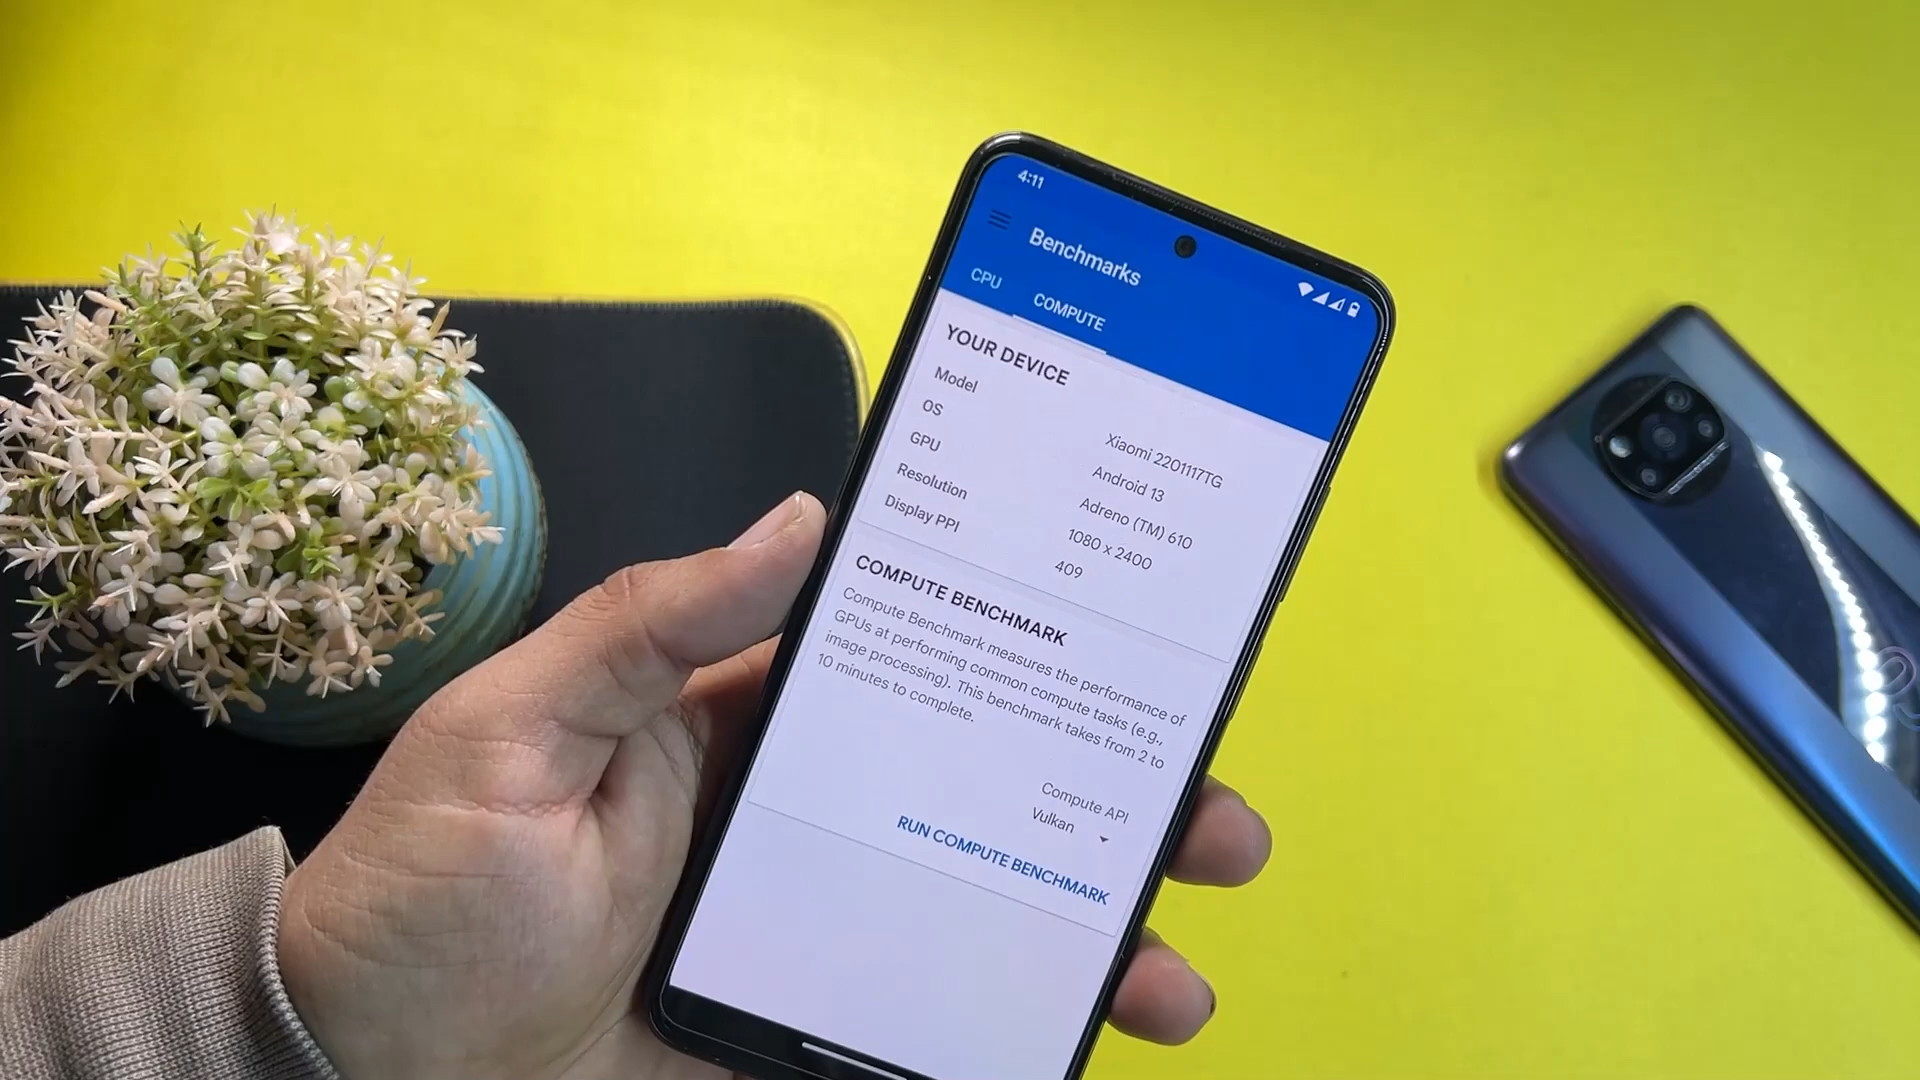 4:11
Benchmarks
CPU
COMPUTE
YOUR DEVICE
Model
Xiaomi 2201117TG
OS
Android 13
GPU
Adreno (TM) 610
Resolution
1080 x 2400
Display PPI
409
COMPUTE BENCHMARK
Compute Benchmark measures the performance of
GPUs at performing common compute tasks (e.g.,
image processing). This benchmark takes from 2 to
10 minutes to complete.
Compute API
Vulkan
RUN COMPUTE BENCHMARK